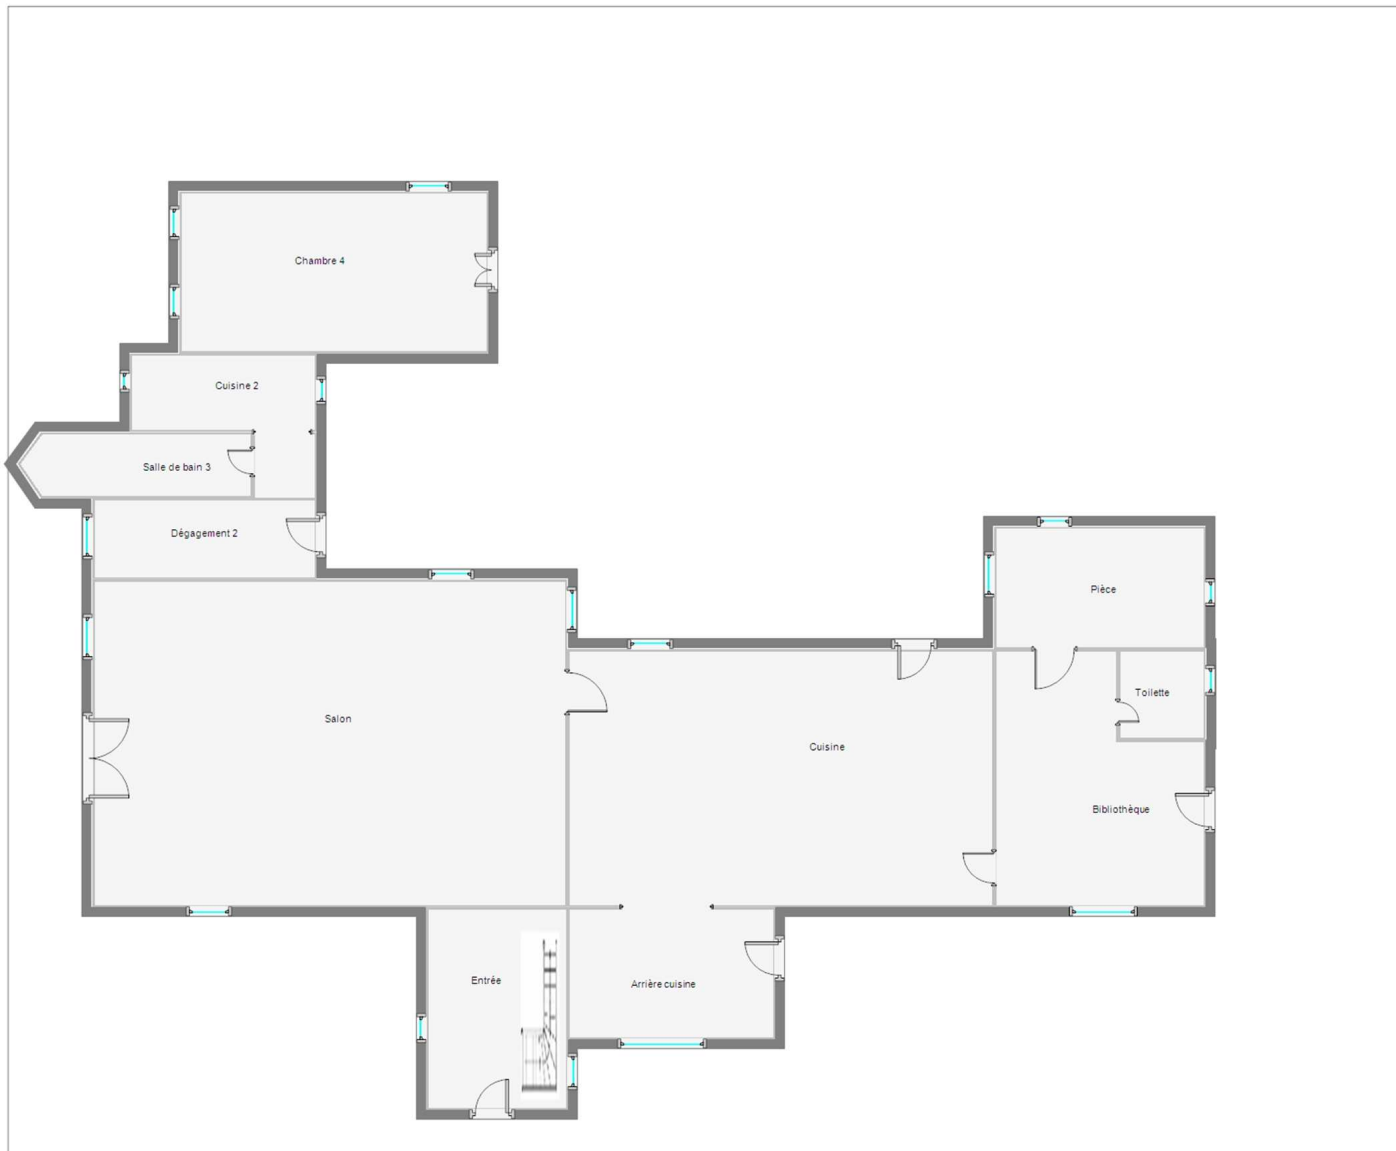 Chambre 4
Cuisine 2
Salle de bain 3
Dégagement 2
Pièce
Toilette
Salon
Cuisine
Bibliothèque
Entrée
Arrière cuisine